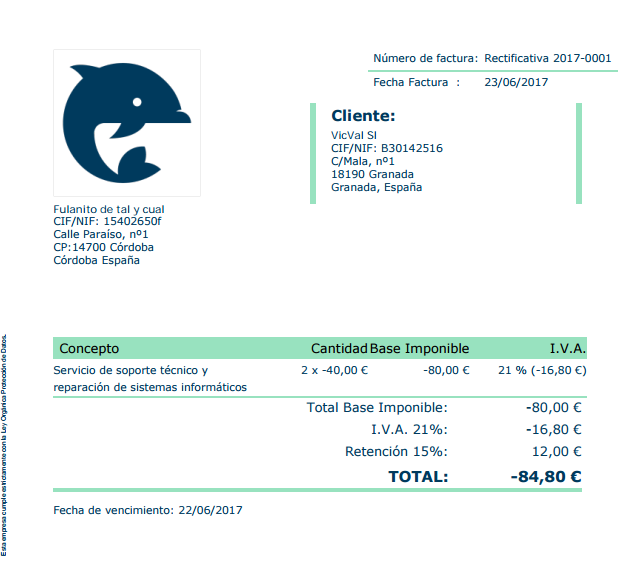 Número de factura: Rectificativa 2017-0001
Fecha Factura : 23/06/2017
Cliente:
VicVal Sl
CIF/NIF: B30142516
C/Mala, nº1
18190 Granada
Granada, España
Fulanito de tal y cual
CIF/NIF: 15402650f
Calle Paraíso, nº1
CP:14700 Córdoba
Córdoba España
Concepto Cantidad Base Imponible I.V.A.
Servicio de soporte técnico y 2 x -40,00 € -80,00 € 21 % (-16,80 €)
reparación de sistemas informáticos
Total Base Imponible: -80,00 €
I.V.A. 21%: -16,80 €
Retención 15%: 12,00 €
TOTAL: -84,80 €
Fecha de vencimiento: 22/06/2017
Esta empresa cumple estrictamente con la Ley Orgánica Protección de Datos.